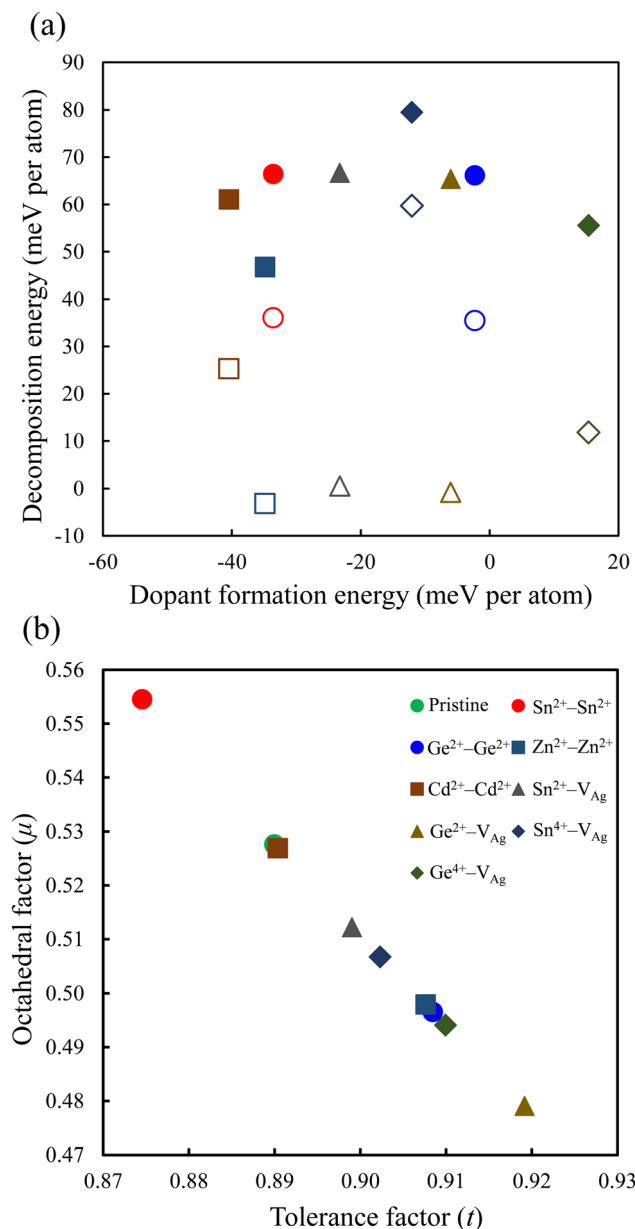 (a)
90
80
70
60
50
40
30
20
10
0
-10
-60
-40
-20
0
20
Decomposition energy (meV per atom)
Dopant formation energy (meV per atom)
(b)
0.56
0.55
0.54
0.53
0.52
0.51
0.50
0.49
0.48
0.47
0.87
0.88
0.89
0.90
0.91
0.92
0.93
Octahedral factor (μ)
Tolerance factor (t)
Pristine
Sn²⁺–Sn²⁺
Ge²⁺–Ge²⁺
Zn²⁺–Zn²⁺
Cd²⁺–Cd²⁺
Sn²⁺–V_Ag
Ge²⁺–V_Ag
Sn⁴⁺–V_Ag
Ge⁴⁺–V_Ag